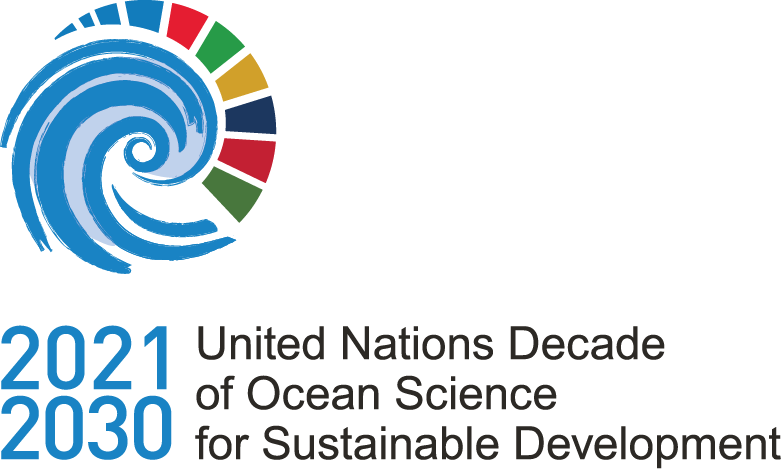 2021
2030
United Nations Decade
of Ocean Science
for Sustainable Development